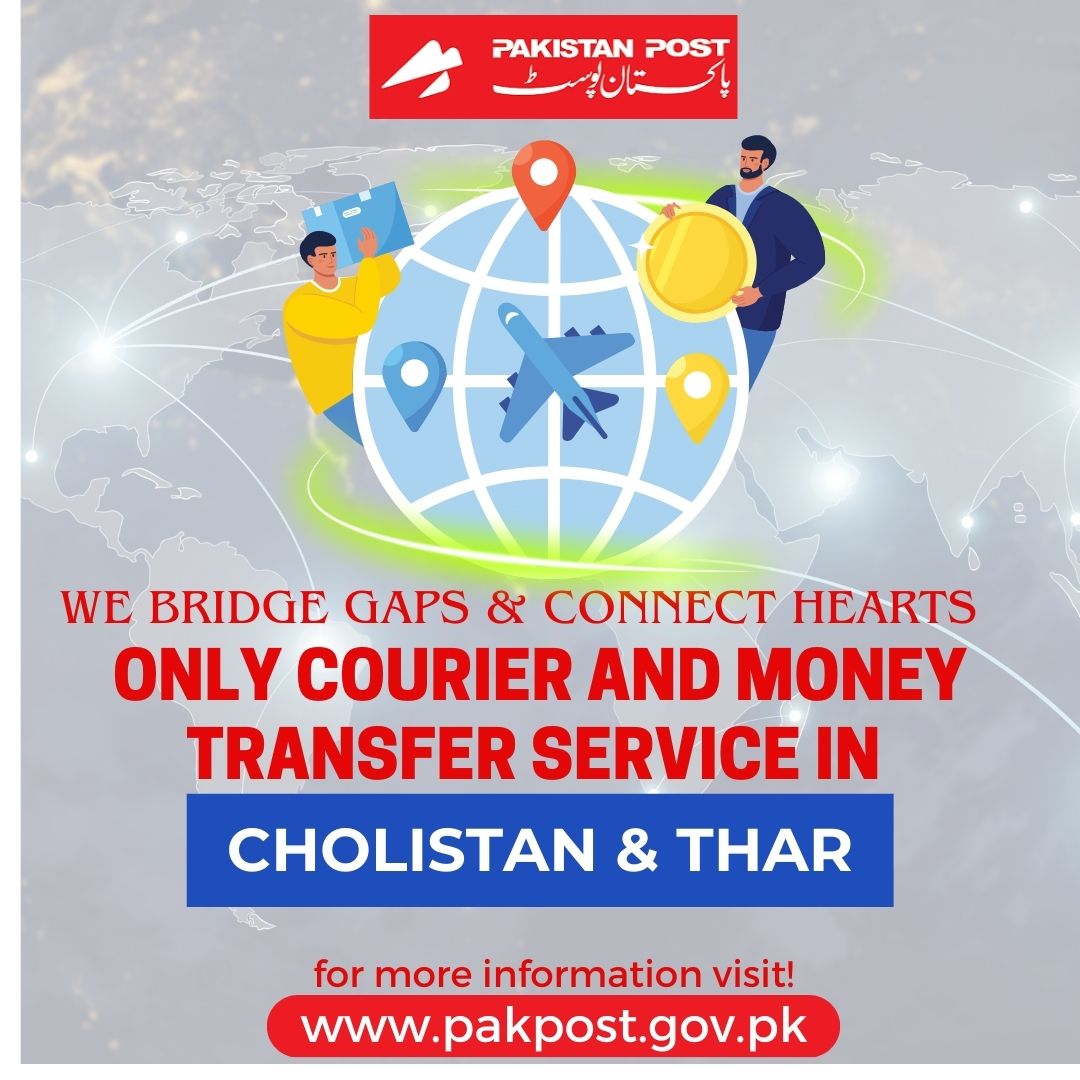 PAKISTAN POST
پاکستان پوسٹ
WE BRIDGE GAPS & CONNECT HEARTS
ONLY COURIER AND MONEY
TRANSFER SERVICE IN
CHOLISTAN & THAR
for more information visit!
www.pakpost.gov.pk